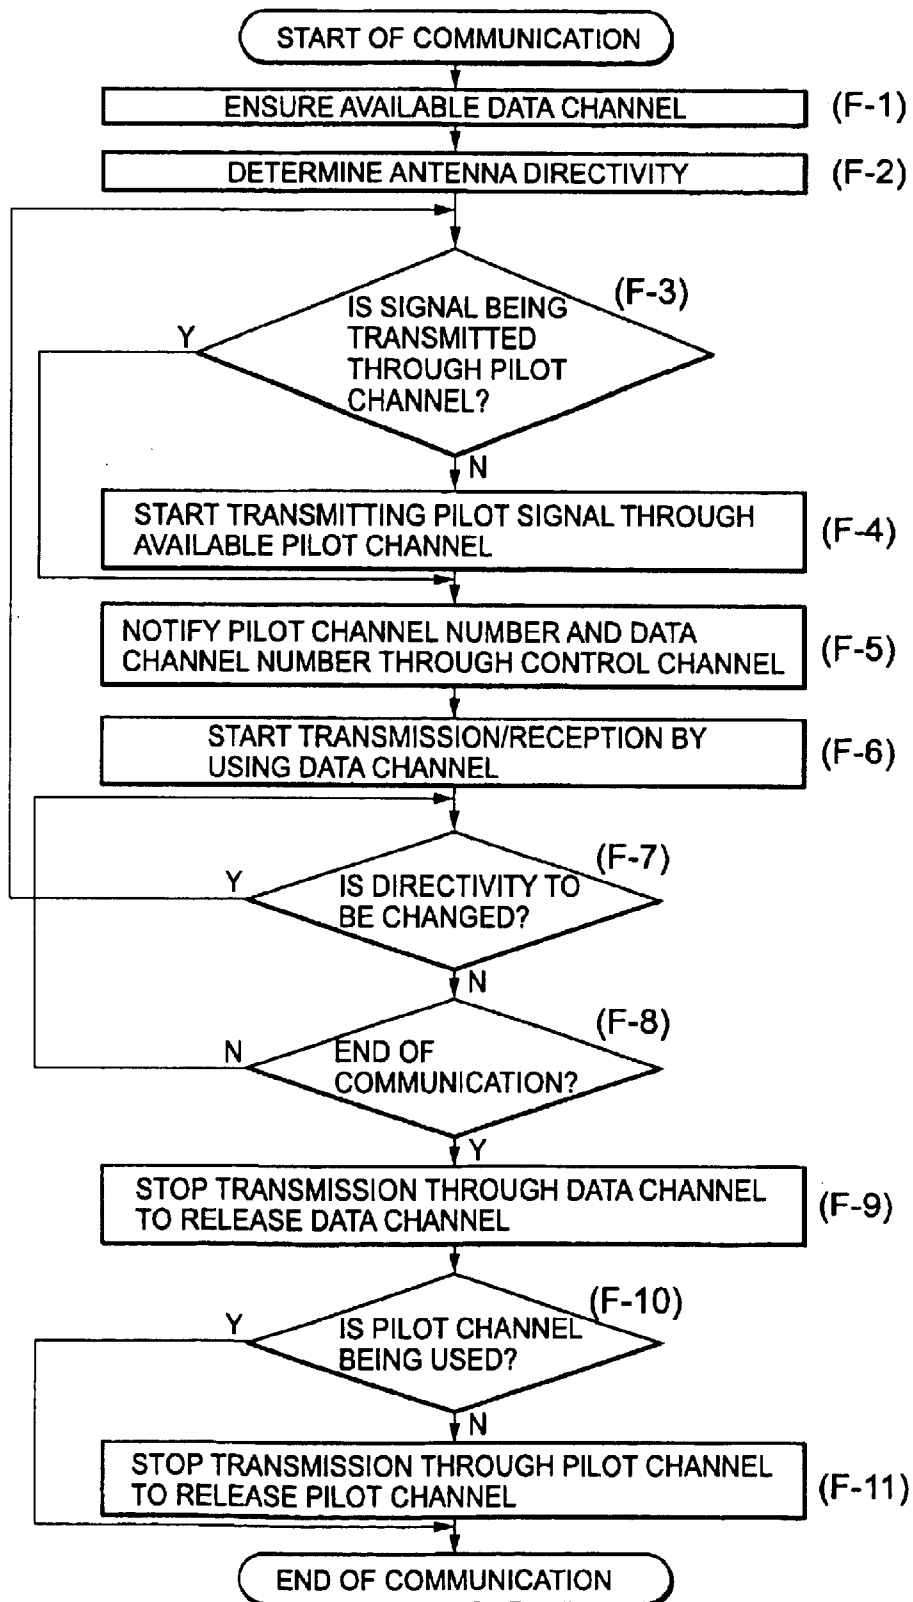 START OF COMMUNICATION
ENSURE AVAILABLE DATA CHANNEL
(F-1)
DETERMINE ANTENNA DIRECTIVITY
(F-2)
(F-3)
IS SIGNAL BEING
TRANSMITTED
THROUGH PILOT
CHANNEL?
Y
N
START TRANSMITTING PILOT SIGNAL THROUGH
AVAILABLE PILOT CHANNEL
(F-4)
NOTIFY PILOT CHANNEL NUMBER AND DATA
CHANNEL NUMBER THROUGH CONTROL CHANNEL
(F-5)
START TRANSMISSION/RECEPTION BY
USING DATA CHANNEL
(F-6)
(F-7)
Y
IS DIRECTIVITY TO
BE CHANGED?
N
(F-8)
N
END OF
COMMUNICATION?
Y
STOP TRANSMISSION THROUGH DATA CHANNEL
TO RELEASE DATA CHANNEL
(F-9)
(F-10)
Y
IS PILOT CHANNEL
BEING USED?
N
STOP TRANSMISSION THROUGH PILOT CHANNEL
TO RELEASE PILOT CHANNEL
(F-11)
END OF COMMUNICATION